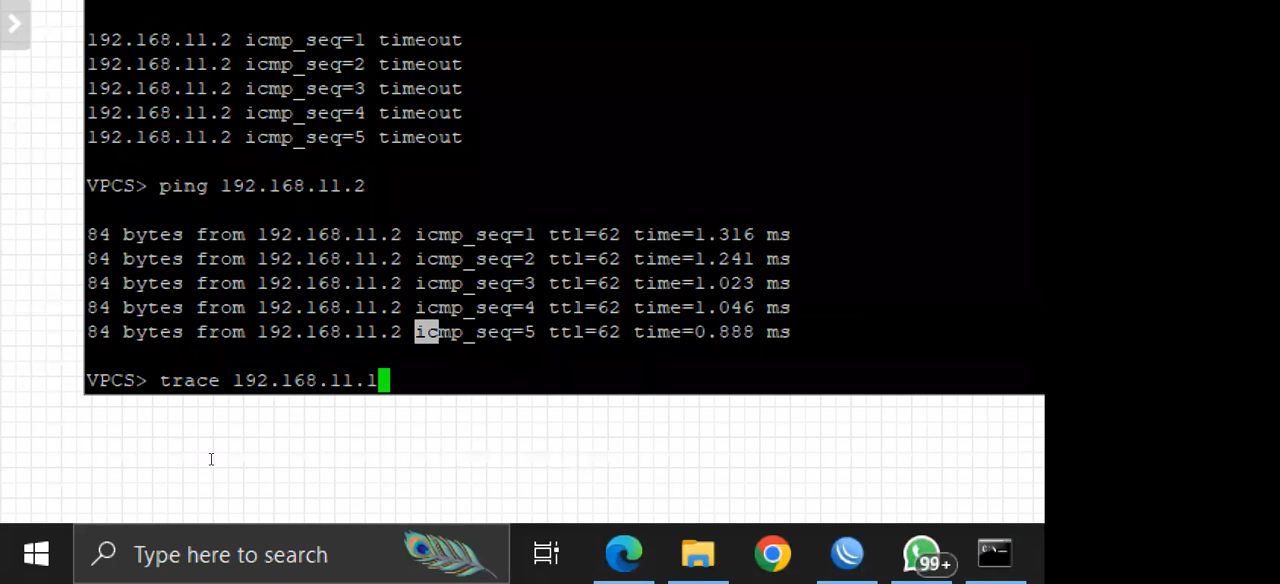 192.168.11.2 icmp_seq=1 timeout
192.168.11.2 icmp_seq=2 timeout
192.168.11.2 icmp_seq=3 timeout
192.168.11.2 icmp_seq=4 timeout
192.168.11.2 icmp_seq=5 timeout
VPCS> ping 192.168.11.2
84 bytes from 192.168.11.2 icmp_seq=1 ttl=62 time=1.316 ms
84 bytes from 192.168.11.2 icmp_seq=2 ttl=62 time=1.241 ms
84 bytes from 192.168.11.2 icmp_seq=3 ttl=62 time=1.023 ms
84 bytes from 192.168.11.2 icmp_seq=4 ttl=62 time=1.046 ms
84 bytes from 192.168.11.2 icmp_seq=5 ttl=62 time=0.888 ms
VPCS> trace 192.168.11.1
Type here to search
99+